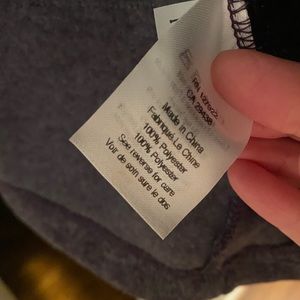 Made in China
Fabriqué.La Chine
100% Polyester
100% Polyester
See reverse for care
Voir de soin sure le dos